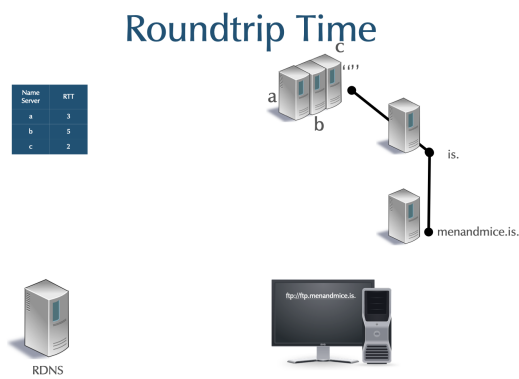 Roundtrip Time
c
“”
a
b
Name Server RTT
a 3
b 5
c 2
is.
menandmice.is.
ftp://ftp.menandmice.is.
RDNS